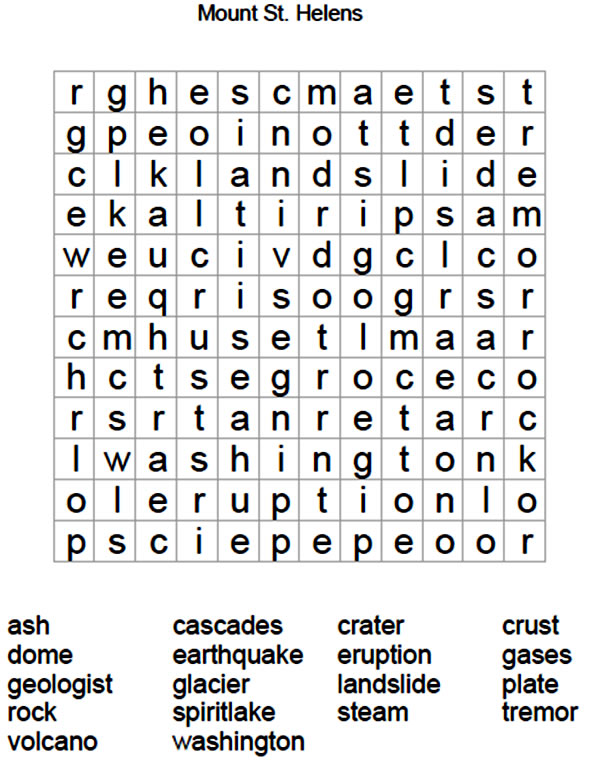 Mount St. Helens
r g h e s c m a e t s t
g p e o i n o t t d e r
c l k l a n d s l i d e
e k a l t i r i p s a m
w e u c i v d g c l c o
r e q r i s o o g r s r
c m h u s e t l m a a r
h c t s e g r o c e c o
r s r t a n r e t a r c
l w a s h i n g t o n k
o l e r u p t i o n l o
p s c i e p e p e o o r
ash cascades crater crust
dome earthquake eruption gases
geologist glacier landslide plate
rock spiritlake steam tremor
volcano washington